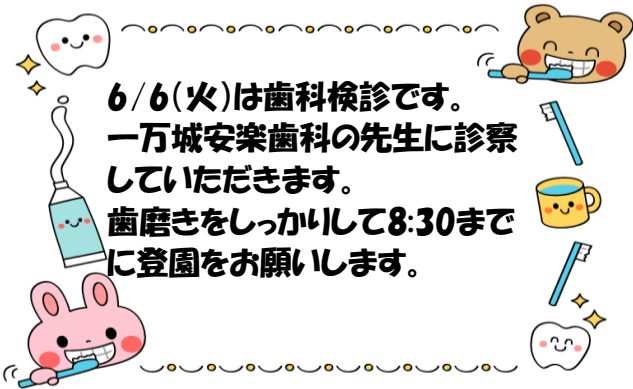 6/6(火)は歯科検診です。
一万城安楽歯科の先生に診察
していただきます。
歯磨きをしっかりして8:30まで
に登園をお願いします。